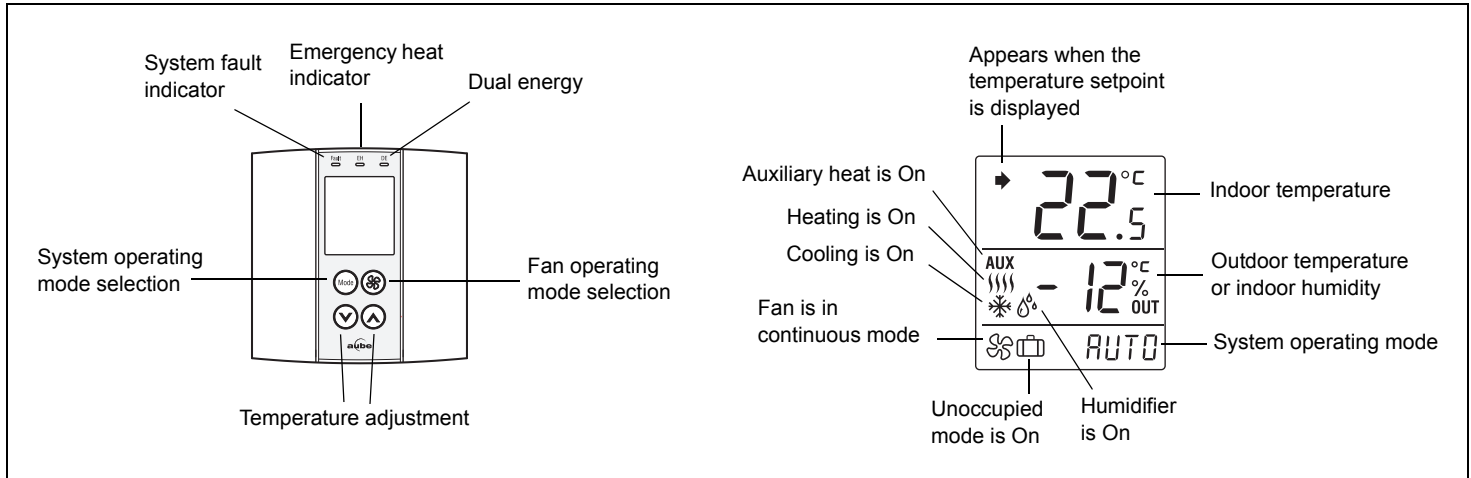 System fault
indicator
Emergency heat
indicator
Dual energy
Fault EH DE
System operating
mode selection
Mode
Fan operating
mode selection
aube
Temperature adjustment
Appears when the
temperature setpoint
is displayed
Auxiliary heat is On
Heating is On
Cooling is On
Fan is in
continuous mode
22.5 °C
Indoor temperature
AUX
-12 °C
%
OUT
Outdoor temperature
or indoor humidity
AUTO
System operating mode
Unoccupied
mode is On
Humidifier
is On